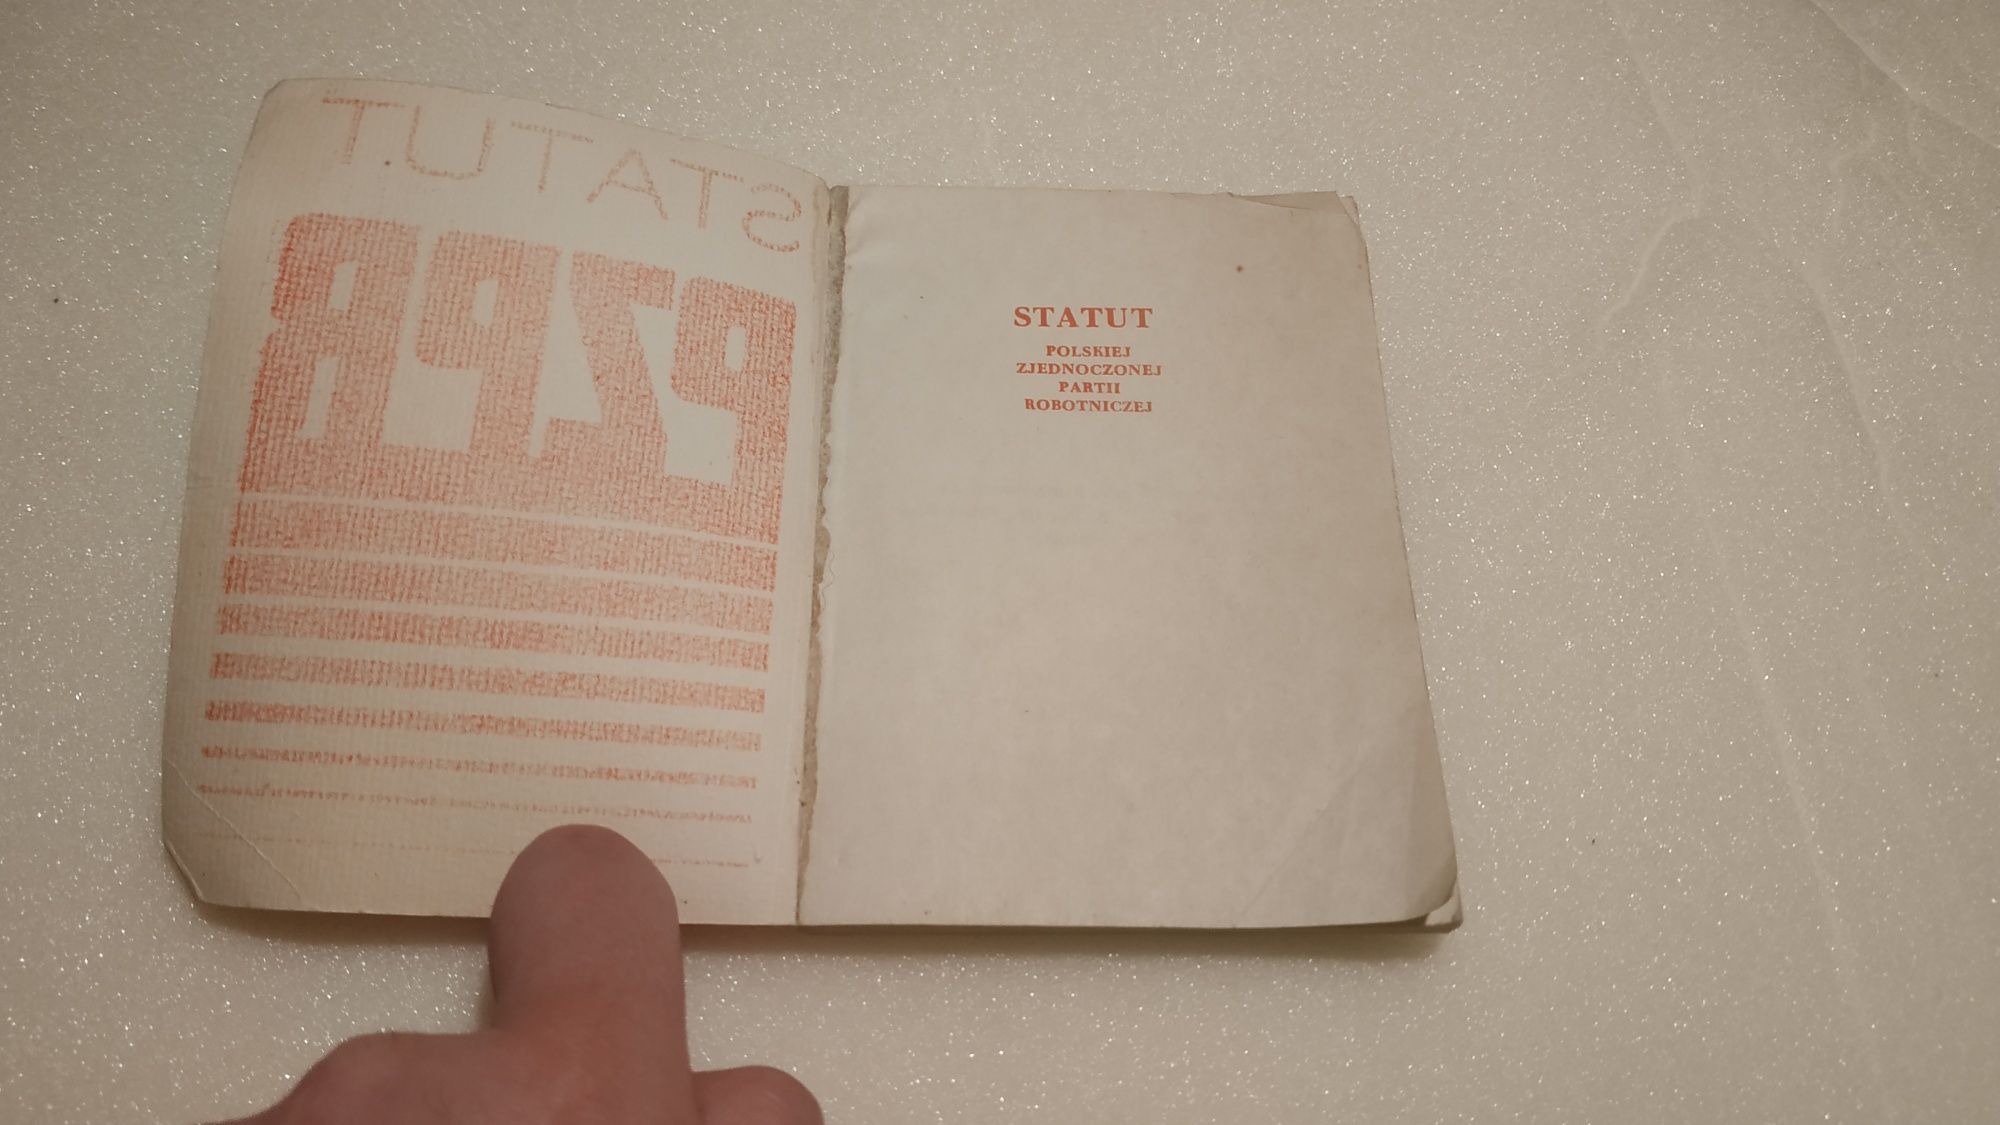 STATUT
PZPR
STATUT
POLSKIEJ
ZJEDNOCZONEJ
PARTII
ROBOTNICZEJ